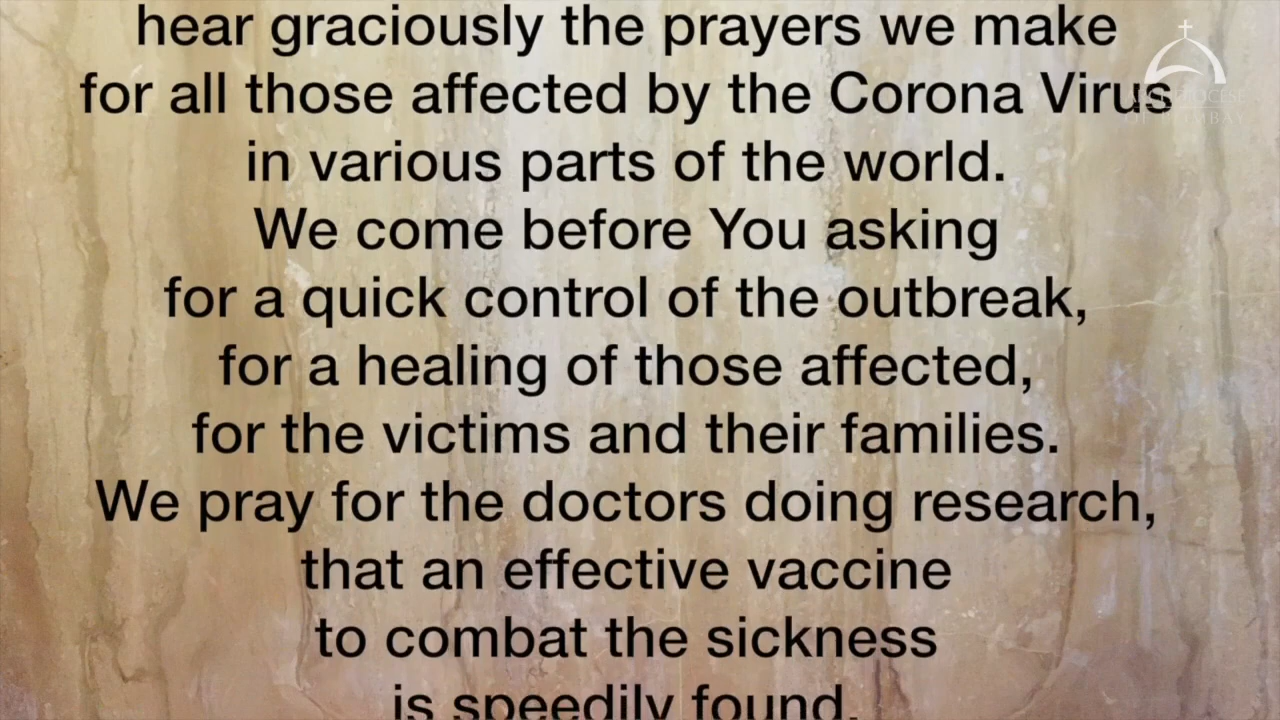 hear graciously the prayers we make
for all those affected by the Corona Virus
in various parts of the world.
We come before You asking
for a quick control of the outbreak,
for a healing of those affected,
for the victims and their families.
We pray for the doctors doing research,
that an effective vaccine
to combat the sickness
is speedily found.
ARCHDIOCESE
OF BOMBAY